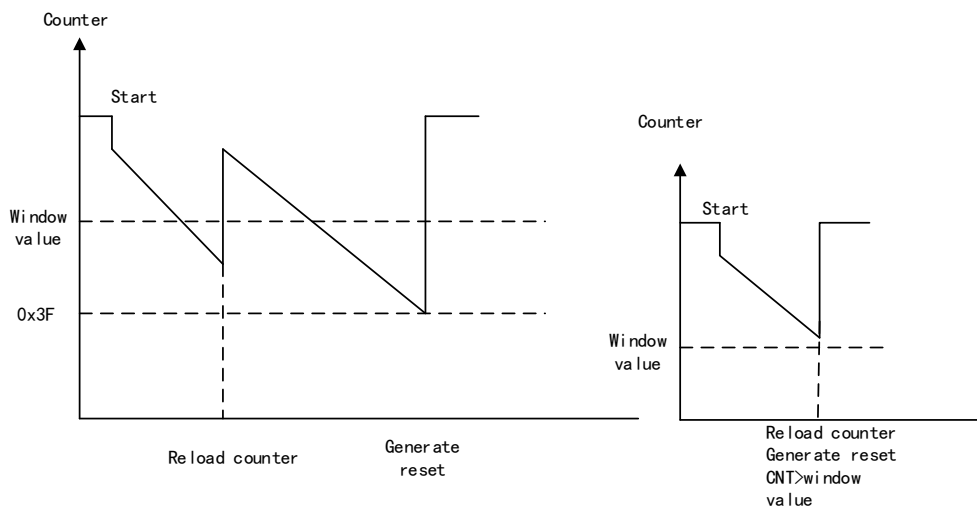 Counter
Start
Window
value
0x3F
Reload counter
Generate
reset
Counter
Start
Window
value
Reload counter
Generate reset
CNT>window
value